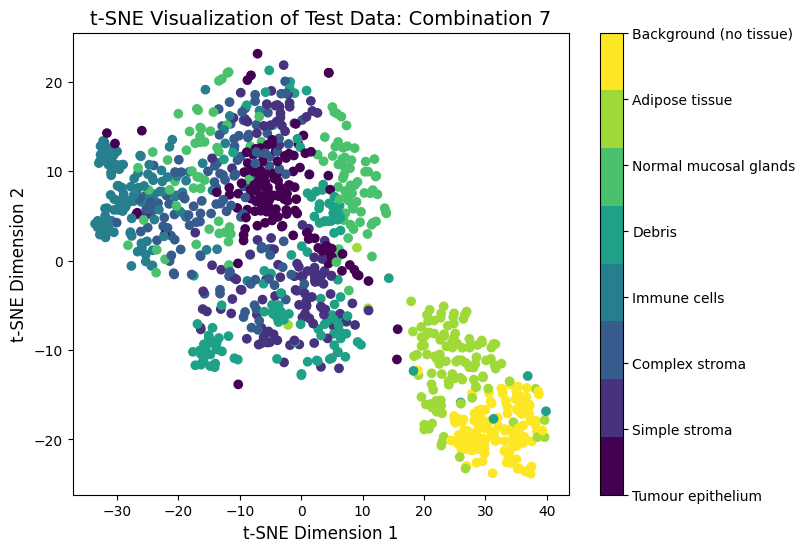 t-SNE Visualization of Test Data: Combination 7
t-SNE Dimension 2
20
10
0
−10
−20
−30
−20
−10
0
10
20
30
40
t-SNE Dimension 1
Background (no tissue)
Adipose tissue
Normal mucosal glands
Debris
Immune cells
Complex stroma
Simple stroma
Tumour epithelium